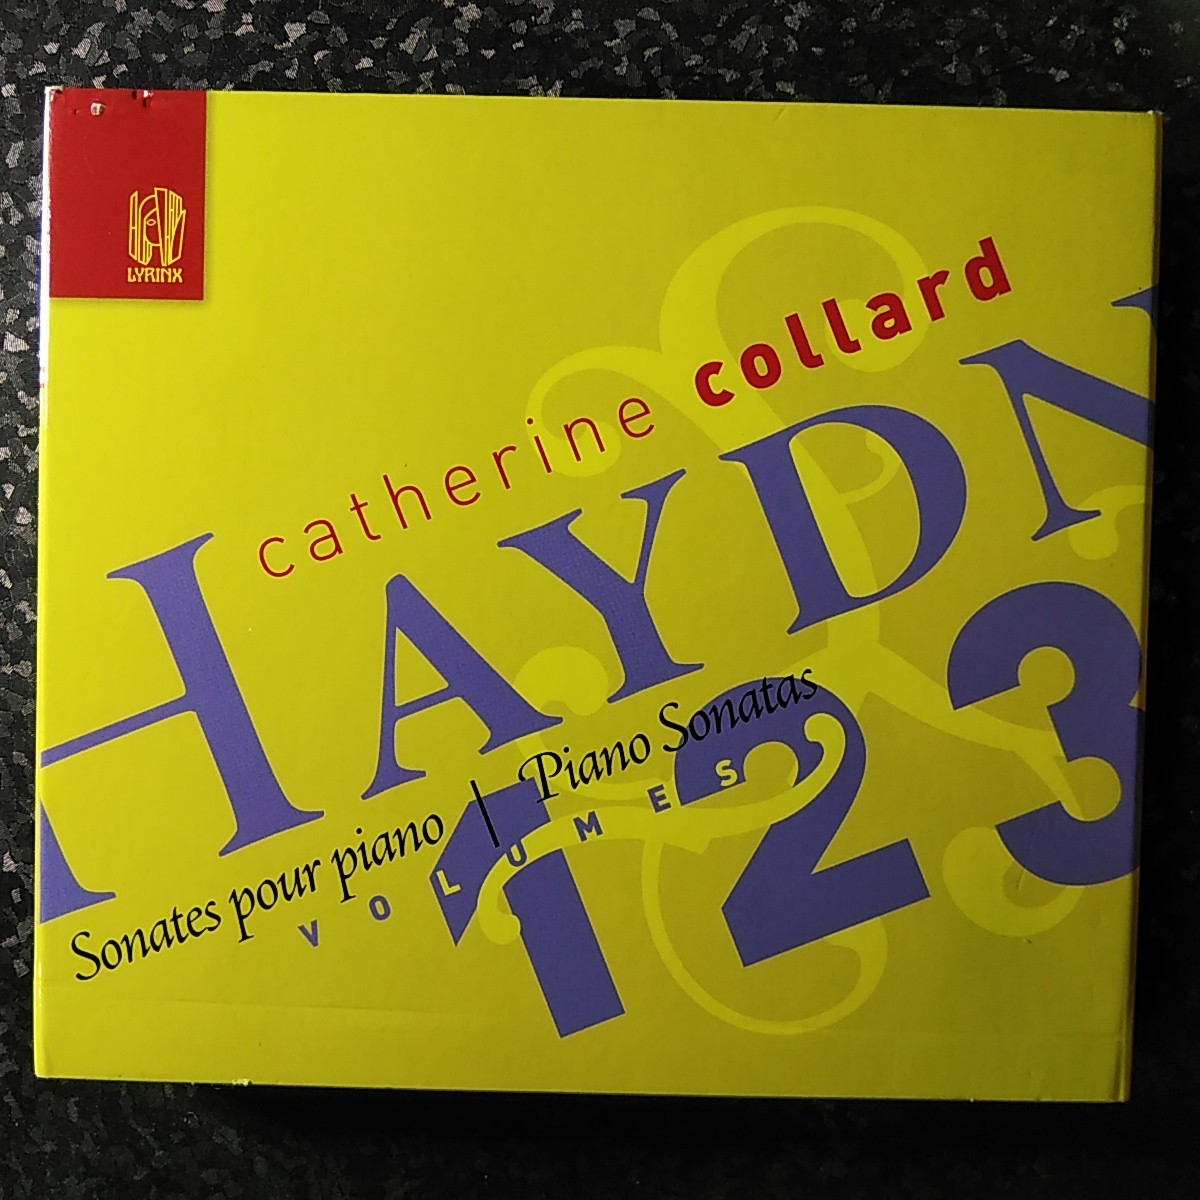 LYRINX
catherine collard
HAYDN
Sonates pour piano | Piano Sonatas
VOLUMES
1 2 3